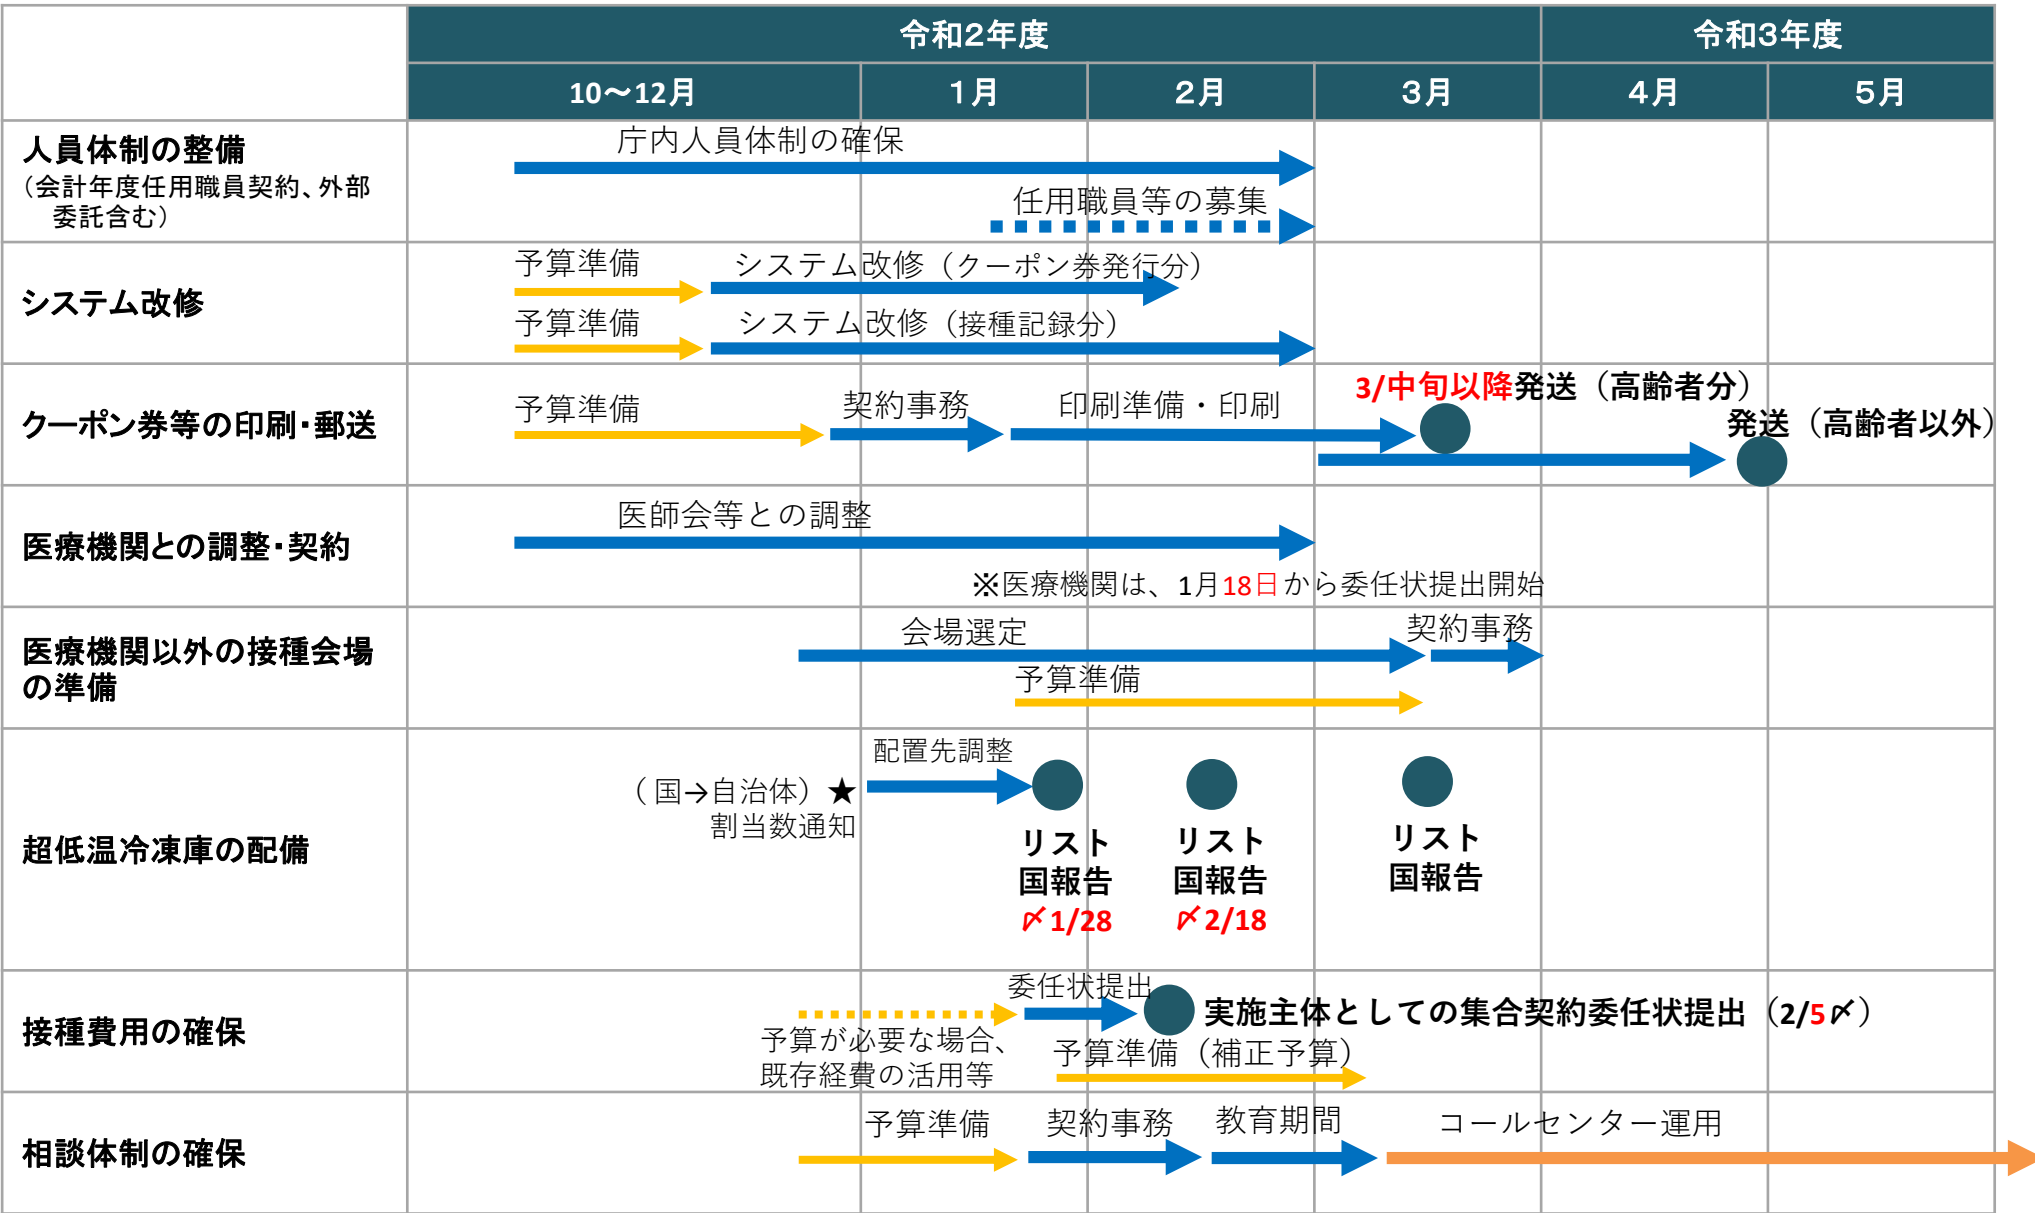 令和2年度
令和3年度
10～12月
1月
2月
3月
4月
5月
人員体制の整備
（会計年度任用職員契約、外部
委託含む）
庁内人員体制の確保
任用職員等の募集
システム改修
予算準備
システム改修（クーポン券発行分）
予算準備
システム改修（接種記録分）
クーポン券等の印刷・郵送
予算準備
契約事務
印刷準備・印刷
3/中旬以降発送（高齢者分）
発送（高齢者以外）
医療機関との調整・契約
医師会等との調整
※医療機関は、1月18日から委任状提出開始
医療機関以外の接種会場
の準備
会場選定
契約事務
予算準備
超低温冷凍庫の配備
（国→自治体）★
割当数通知
配置先調整
リスト
国報告
〆1/28
リスト
国報告
〆2/18
リスト
国報告
接種費用の確保
予算が必要な場合、
既存経費の活用等
委任状提出
実施主体としての集合契約委任状提出（2/5〆）
予算準備（補正予算）
相談体制の確保
予算準備
契約事務
教育期間
コールセンター運用